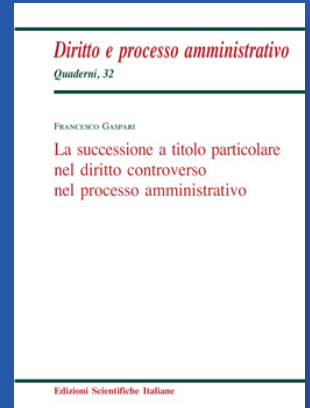 Diritto e processo amministrativo
Quaderni, 32
Francesco Gaspari
La successione a titolo particolare
nel diritto controverso
nel processo amministrativo
Edizioni Scientifiche Italiane